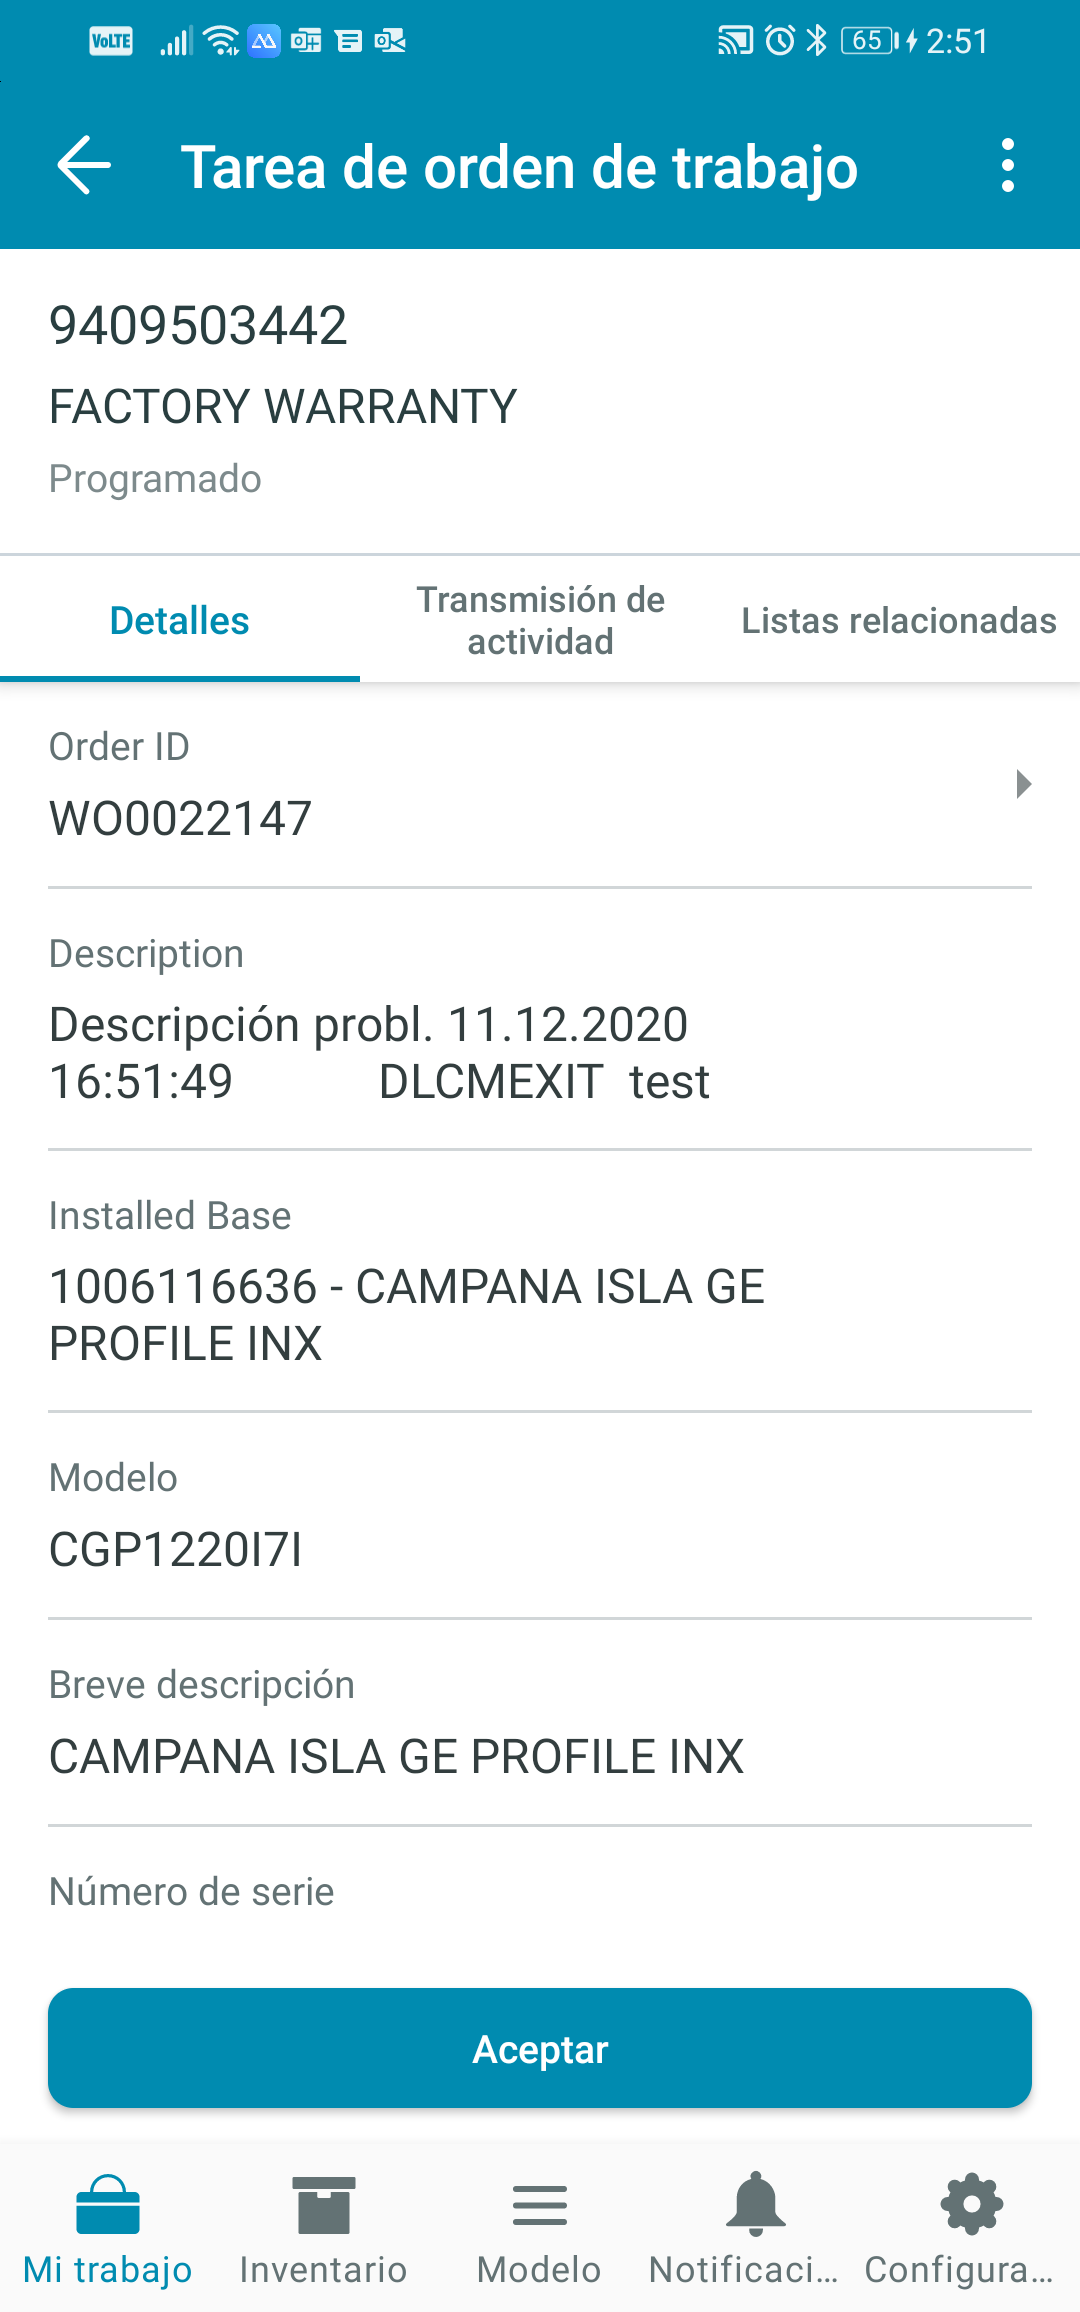 VoLTE 65 2:51
Tarea de orden de trabajo
9409503442
FACTORY WARRANTY
Programado
Detalles
Transmisión de
actividad
Listas relacionadas
Order ID
WO0022147
Description
Descripción probl. 11.12.2020
16:51:49 DLCMEXIT test
Installed Base
1006116636 - CAMPANA ISLA GE
PROFILE INX
Modelo
CGP1220I7I
Breve descripción
CAMPANA ISLA GE PROFILE INX
Número de serie
Aceptar
Mi trabajo
Inventario
Modelo
Notificaci...
Configura...